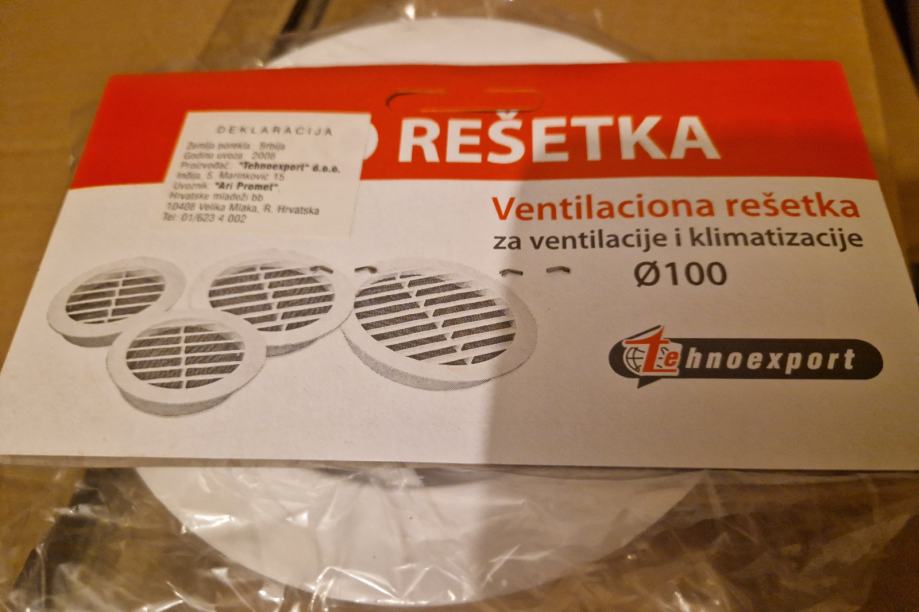 REŠETKA
DEKLARACIJA
Zemlja porekla: Srbija
Godina uvoza: 2008
Proizvođač: "Tehnoexport" d.o.o.
Inđija, S. Marinković 15
Uvoznik: "Ari Promet"
Hrvatske mladeži bb
10408 Velika Mlaka, R. Hrvatska
Tel: 01/623 4 002
Ventilaciona rešetka
za ventilacije i klimatizacije
Ø100
Tehnoexport